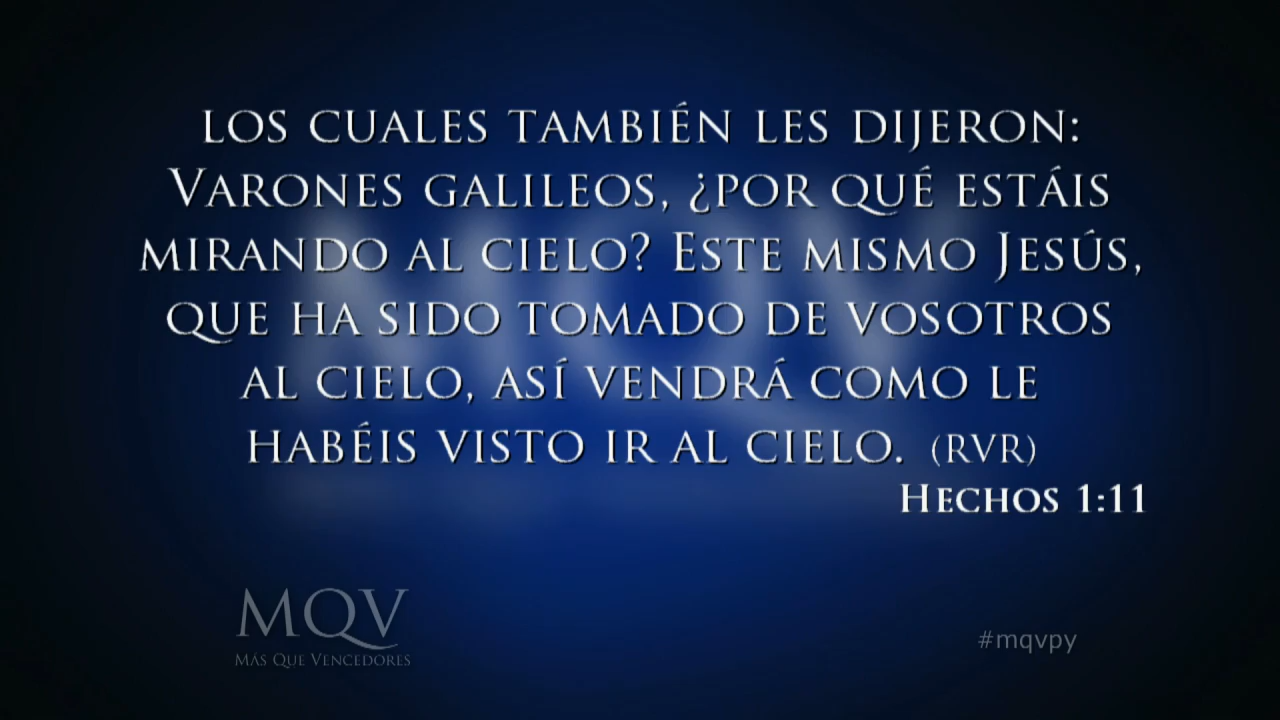 los cuales también les dijeron:
Varones galileos, ¿por qué estáis
mirando al cielo? Este mismo Jesús,
que ha sido tomado de vosotros
al cielo, así vendrá como le
habéis visto ir al cielo. (RVR)
Hechos 1:11
MQV
Más Que Vencedores
#mqvpy